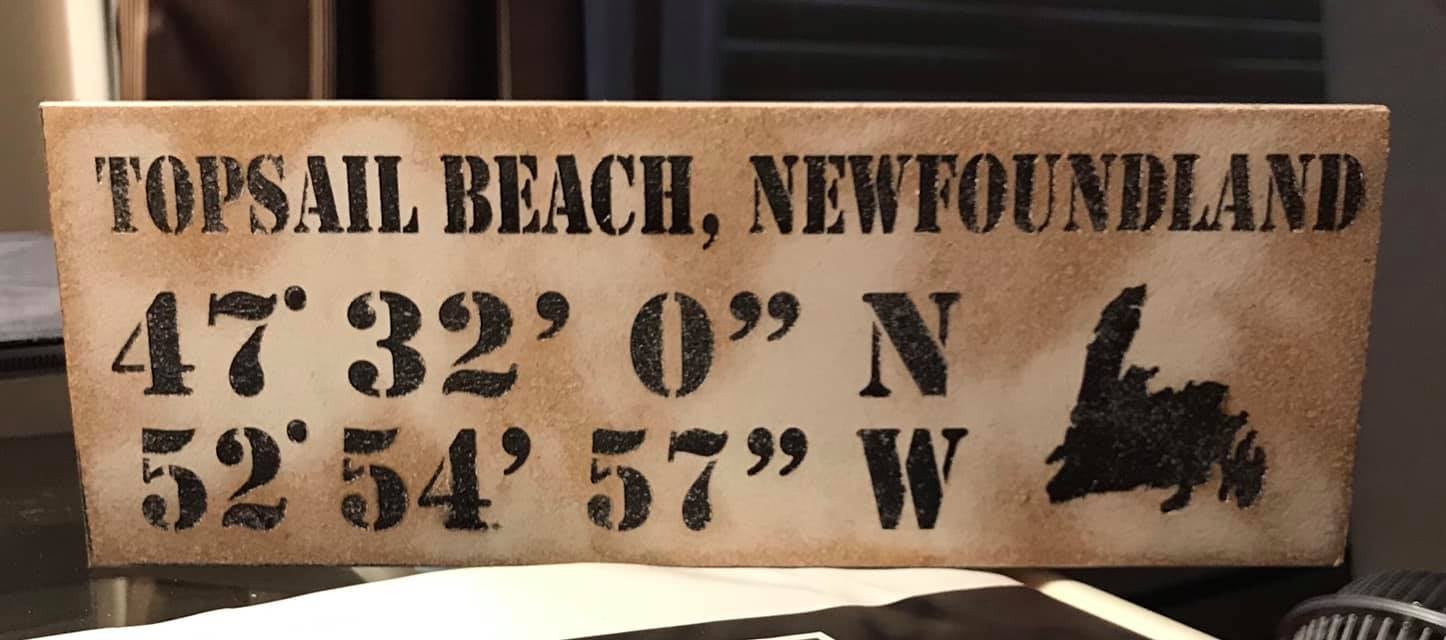 TOPSAIL BEACH, NEWFOUNDLAND
47° 32’ 0” N
52° 54’ 57” W